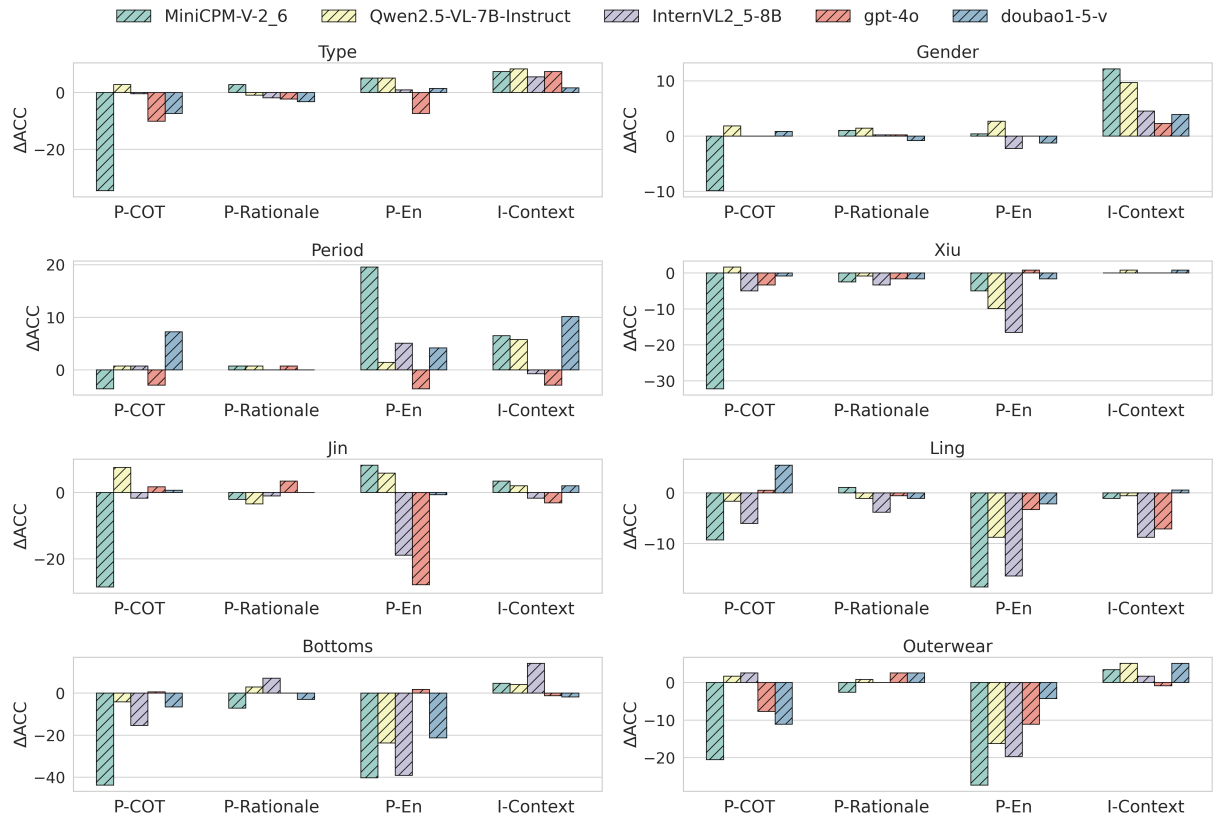 MiniCPM-V-2_6 Qwen2.5-VL-7B-Instruct InternVL2_5-8B gpt-4o doubao1-5-v
Type
ΔACC
0
−20
P-COT P-Rationale P-En I-Context
Gender
ΔACC
10
0
−10
P-COT P-Rationale P-En I-Context
Period
ΔACC
20
10
0
P-COT P-Rationale P-En I-Context
Xiu
ΔACC
0
−10
−20
−30
P-COT P-Rationale P-En I-Context
Jin
ΔACC
0
−20
P-COT P-Rationale P-En I-Context
Ling
ΔACC
0
−10
P-COT P-Rationale P-En I-Context
Bottoms
ΔACC
0
−20
−40
P-COT P-Rationale P-En I-Context
Outerwear
ΔACC
0
−10
−20
P-COT P-Rationale P-En I-Context